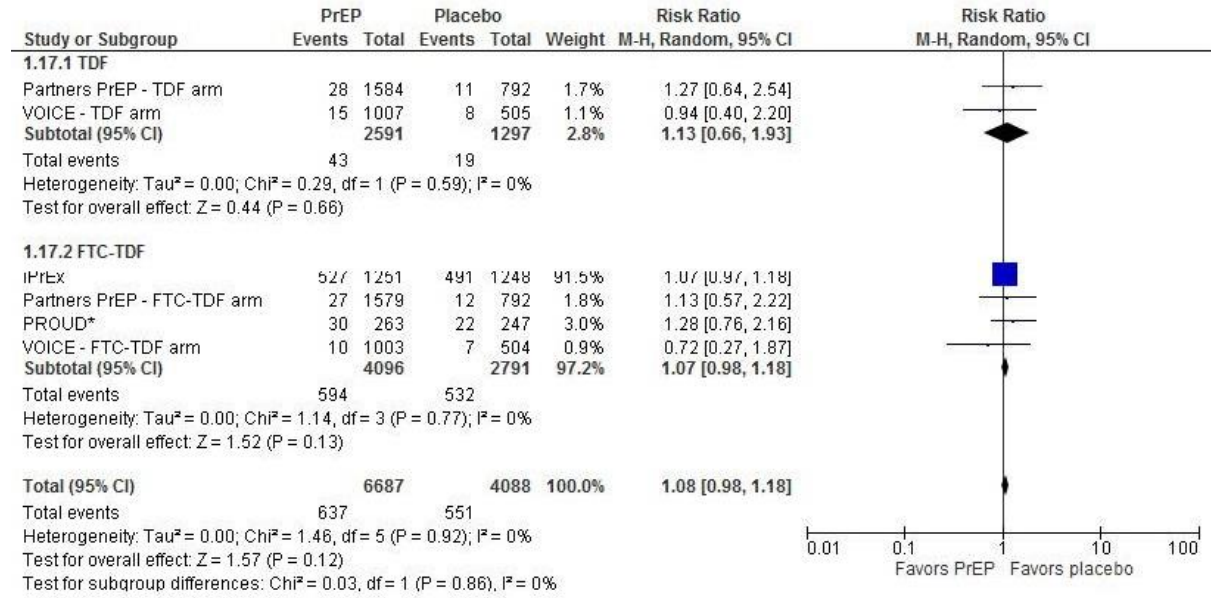 PrEP Placebo Risk Ratio Risk Ratio
Study or Subgroup Events Total Events Total Weight M-H, Random, 95% CI M-H, Random, 95% CI
1.17.1 TDF
Partners PrEP - TDF arm 28 1584 11 792 1.7% 1.27 [0.64, 2.54]
VOICE - TDF arm 15 1007 8 505 1.1% 0.94 [0.40, 2.20]
Subtotal (95% CI) 2591 1297 2.8% 1.13 [0.66, 1.93]
Total events 43 19
Heterogeneity: Tau² = 0.00; Chi² = 0.29, df = 1 (P = 0.59); I² = 0%
Test for overall effect: Z = 0.44 (P = 0.66)
1.17.2 FTC-TDF
iPrEx 527 1251 491 1248 91.5% 1.07 [0.97, 1.18]
Partners PrEP - FTC-TDF arm 27 1579 12 792 1.8% 1.13 [0.57, 2.22]
PROUD* 30 263 22 247 3.0% 1.28 [0.76, 2.16]
VOICE - FTC-TDF arm 10 1003 7 504 0.9% 0.72 [0.27, 1.87]
Subtotal (95% CI) 4096 2791 97.2% 1.07 [0.98, 1.18]
Total events 594 532
Heterogeneity: Tau² = 0.00; Chi² = 1.14, df = 3 (P = 0.77); I² = 0%
Test for overall effect: Z = 1.52 (P = 0.13)
Total (95% CI) 6687 4088 100.0% 1.08 [0.98, 1.18]
Total events 637 551
Heterogeneity: Tau² = 0.00; Chi² = 1.46, df = 5 (P = 0.92); I² = 0%
Test for overall effect: Z = 1.57 (P = 0.12)
Test for subgroup differences: Chi² = 0.03, df = 1 (P = 0.86), I² = 0%
0.01 0.1 1 10 100
Favors PrEP Favors placebo